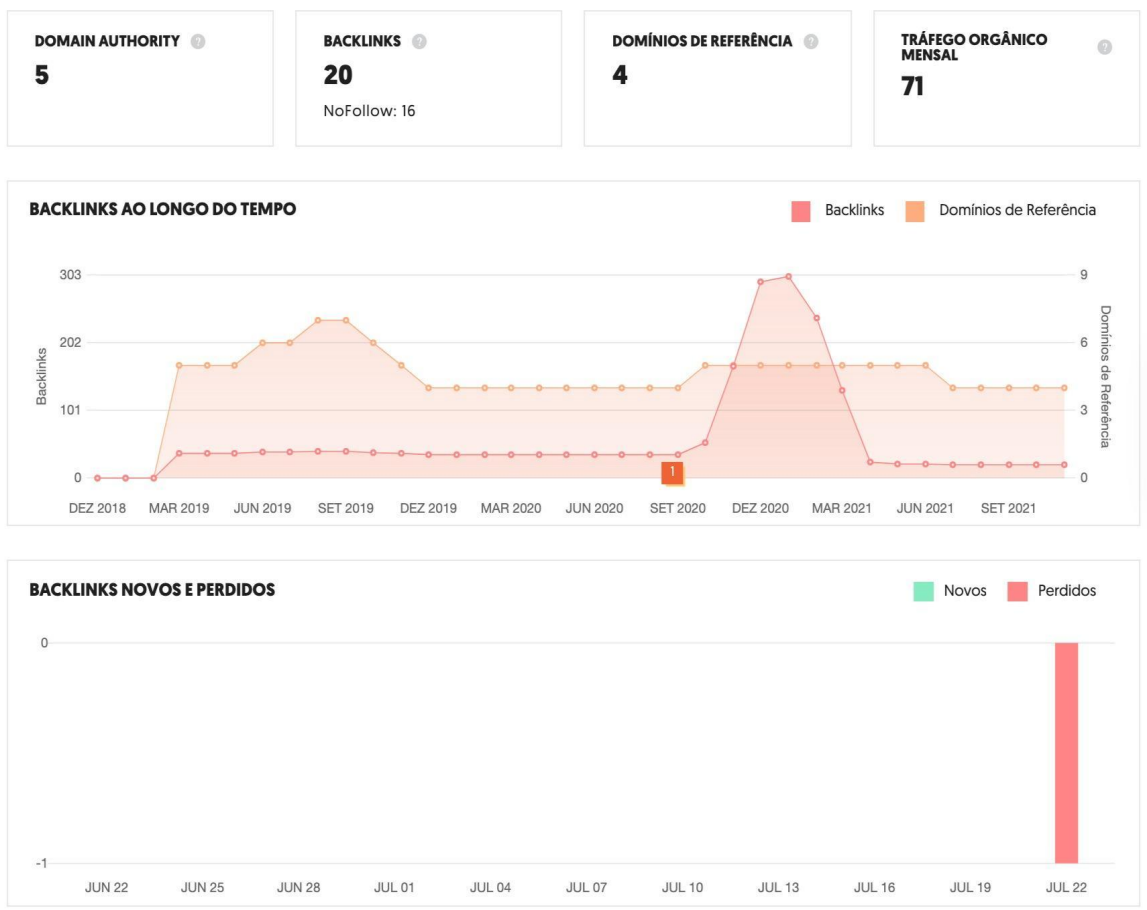 DOMAIN AUTHORITY ?
5
BACKLINKS ?
20
NoFollow: 16
DOMÍNIOS DE REFERÊNCIA ?
4
TRÁFEGO ORGÂNICO
MENSAL ?
71
BACKLINKS AO LONGO DO TEMPO
Backlinks Domínios de Referência
303
202
101
0
Backlinks
9
6
3
0
Domínios de Referência
1
DEZ 2018 MAR 2019 JUN 2019 SET 2019 DEZ 2019 MAR 2020 JUN 2020 SET 2020 DEZ 2020 MAR 2021 JUN 2021 SET 2021
BACKLINKS NOVOS E PERDIDOS
Novos Perdidos
0
-1
JUN 22 JUN 25 JUN 28 JUL 01 JUL 04 JUL 07 JUL 10 JUL 13 JUL 16 JUL 19 JUL 22